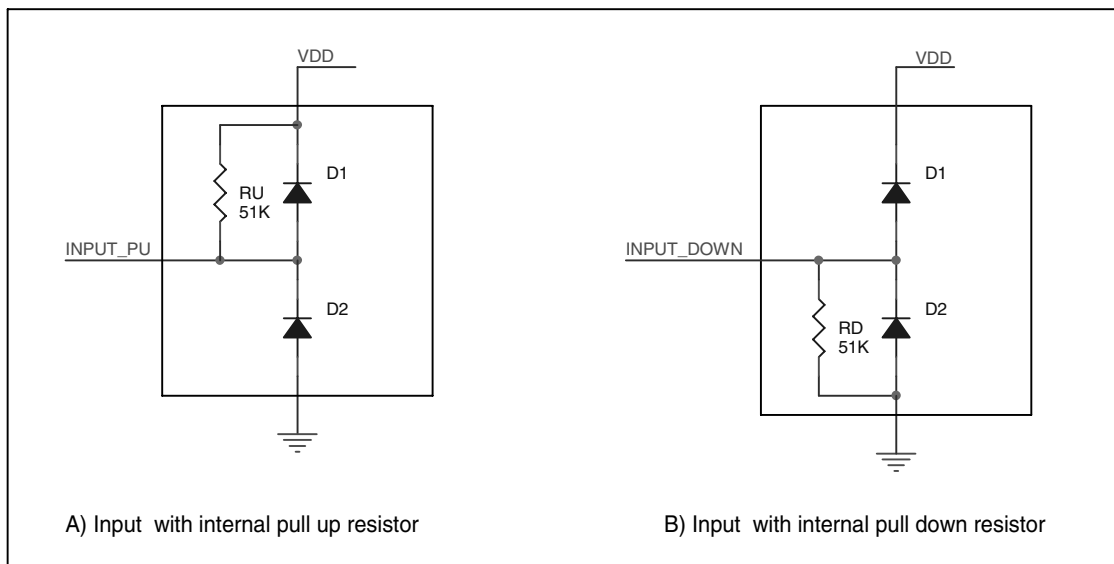 VDD
D1
RU
51K
INPUT_PU
D2
A) Input with internal pull up resistor
VDD
D1
INPUT_DOWN
D2
RD
51K
B) Input with internal pull down resistor